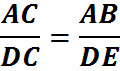 AC/DC = AB/DE